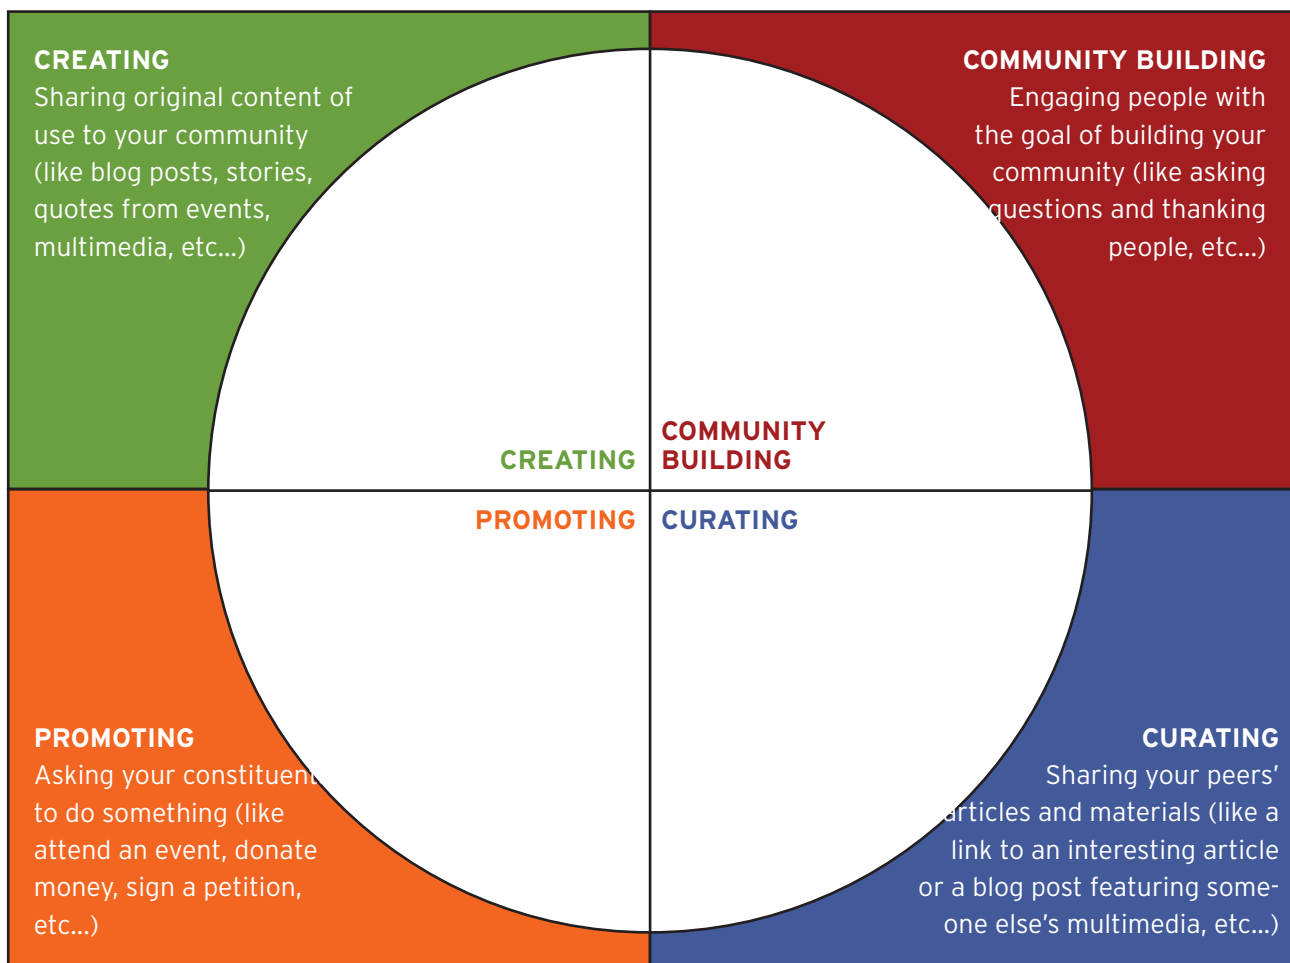 CREATING
Sharing original content of
use to your community
(like blog posts, stories,
quotes from events,
multimedia, etc...)
COMMUNITY BUILDING
Engaging people with
the goal of building your
community (like asking
questions and thanking
people, etc...)
CREATING
COMMUNITY
BUILDING
PROMOTING
CURATING
PROMOTING
Asking your constituent
to do something (like
attend an event, donate
money, sign a petition,
etc...)
CURATING
Sharing your peers’
articles and materials (like a
link to an interesting article
or a blog post featuring some-
one else’s multimedia, etc...)